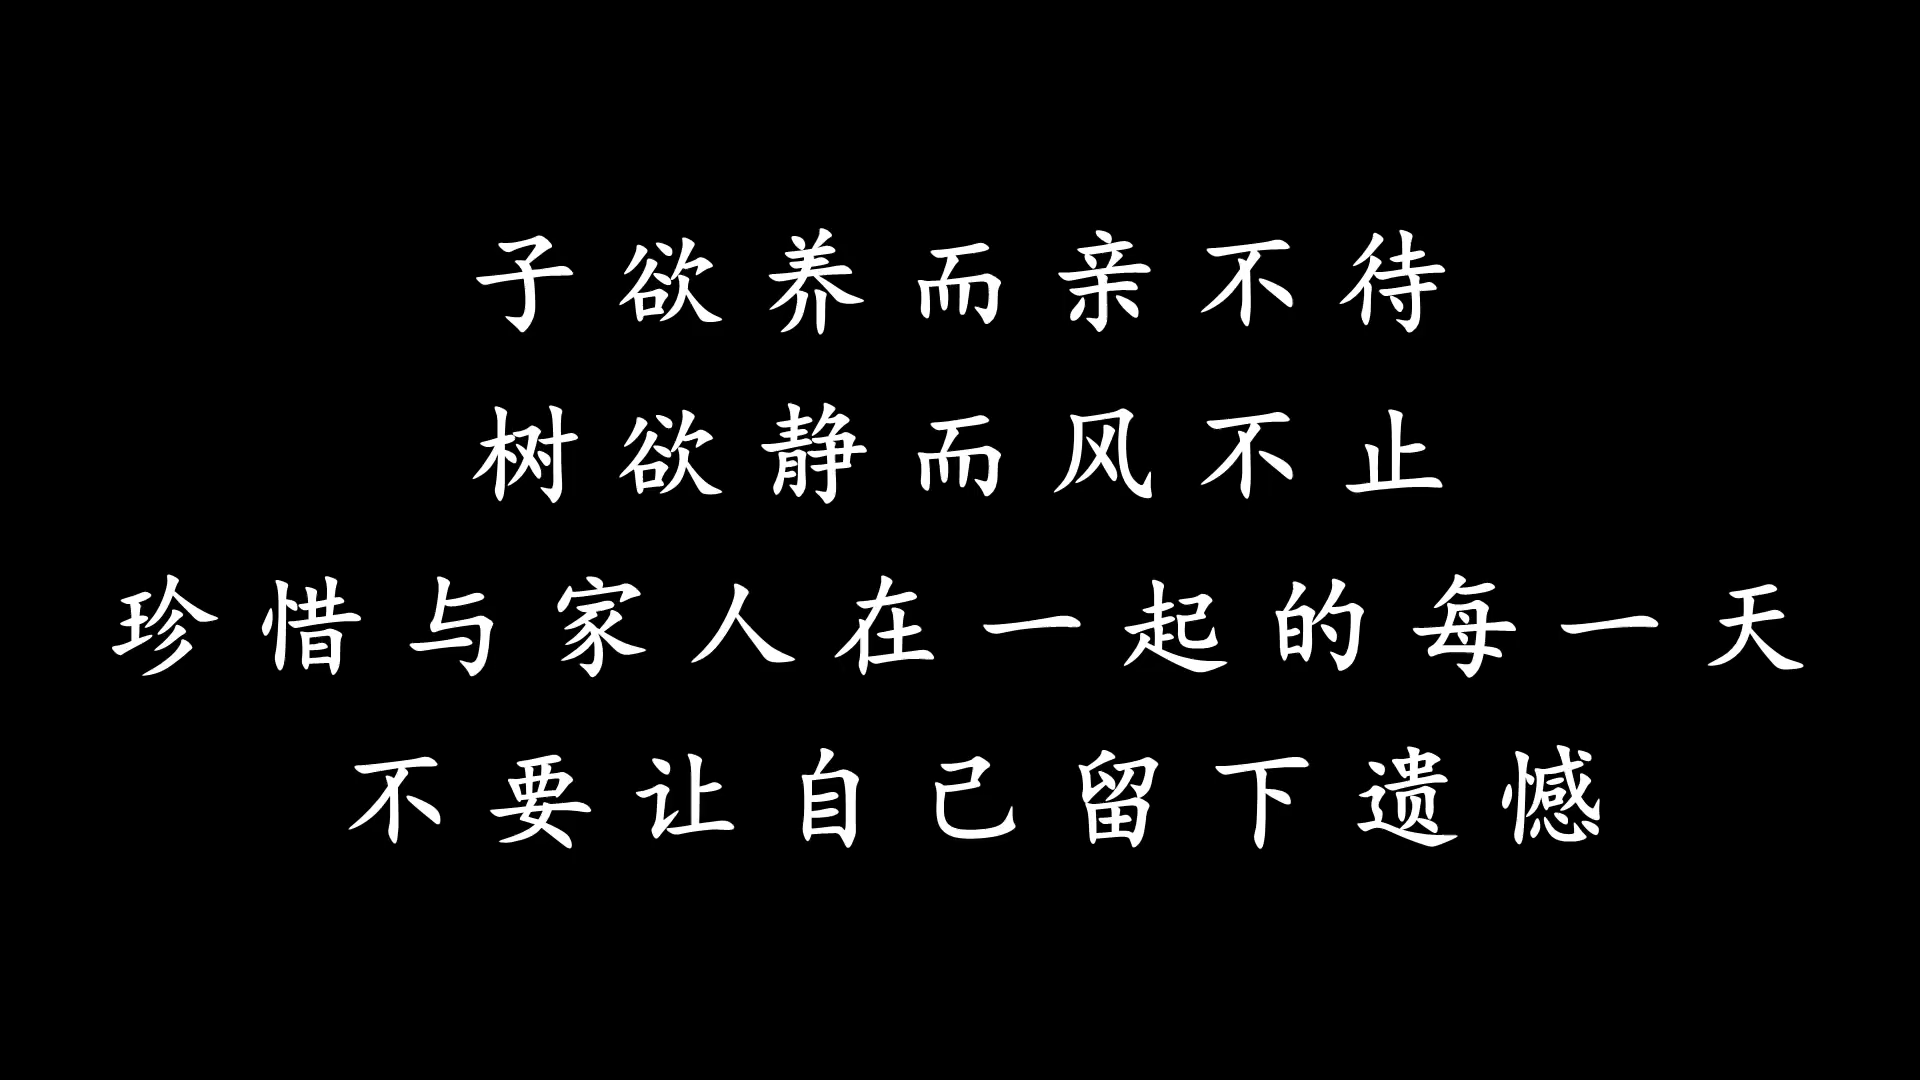 子欲养而亲不待
树欲静而风不止
珍惜与家人在一起的每一天
不要让自己留下遗憾